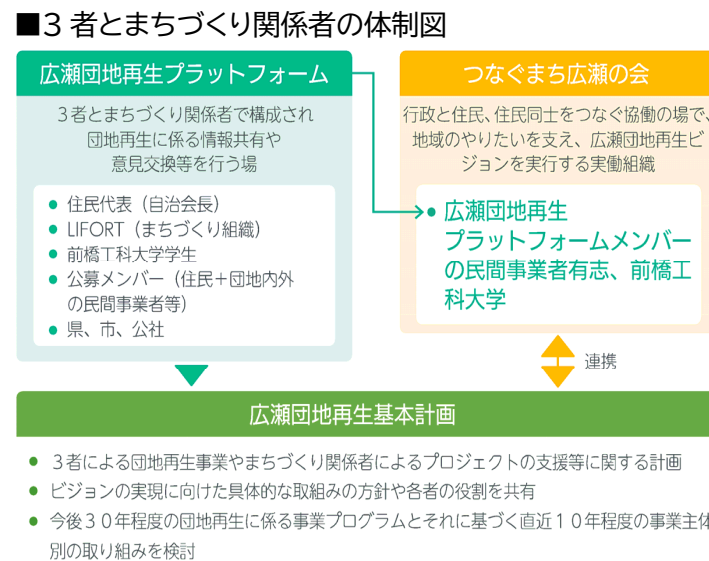 ■３者とまちづくり関係者の体制図
広瀬団地再生プラットフォーム
３者とまちづくり関係者で構成され
団地再生に係る情報共有や
意見交換等を行う場
● 住民代表（自治会長）
● LIFORT（まちづくり組織）
● 前橋工科大学学生
● 公募メンバー（住民＋団地内外
の民間事業者等）
● 県、市、公社
つなぐまち広瀬の会
行政と住民、住民同士をつなぐ協働の場で、
地域のやりたいを支え、広瀬団地再生ビ
ジョンを実行する実働組織
● 広瀬団地再生
プラットフォームメンバー
の民間事業者有志、前橋工
科大学
連携
広瀬団地再生基本計画
● ３者による団地再生事業やまちづくり関係者によるプロジェクトの支援等に関する計画
● ビジョンの実現に向けた具体的な取組みの方針や各者の役割を共有
● 今後３０年程度の団地再生に係る事業プログラムとそれに基づく直近１０年程度の事業主体
別の取り組みを検討